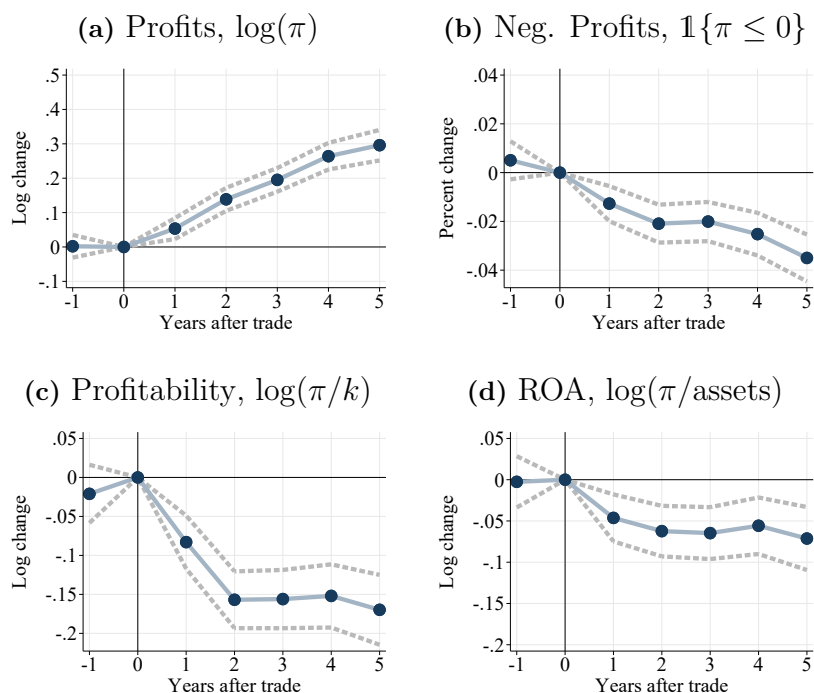 (a) Profits, log(π)
.5
.4
.3
.2
.1
0
-.1
Log change
-1 0 1 2 3 4 5
Years after trade
(b) Neg. Profits, 𝟙{π ≤ 0}
.04
.02
0
-.02
-.04
Percent change
-1 0 1 2 3 4 5
Years after trade
(c) Profitability, log(π/k)
.05
0
-.05
-.1
-.15
-.2
Log change
-1 0 1 2 3 4 5
Years after trade
(d) ROA, log(π/assets)
.05
0
-.05
-.1
-.15
-.2
Log change
-1 0 1 2 3 4 5
Years after trade